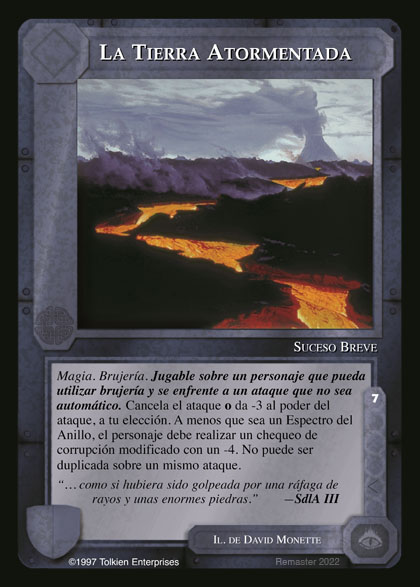 La Tierra Atormentada
Suceso Breve
Magia. Brujería. Jugable sobre un personaje que pueda
utilizar brujería y se enfrente a un ataque que no sea
automático. Cancela el ataque o da -3 al poder del
ataque, a tu elección. A menos que sea un Espectro del
Anillo, el personaje debe realizar un chequeo de
corrupción modificado con un -4. No puede ser
duplicada sobre un mismo ataque.
7
“… como si hubiera sido golpeada por una ráfaga de
rayos y unas enormes piedras.” –SdlA III
Il. de David Monette
©1997 Tolkien Enterprises
Remaster 2022